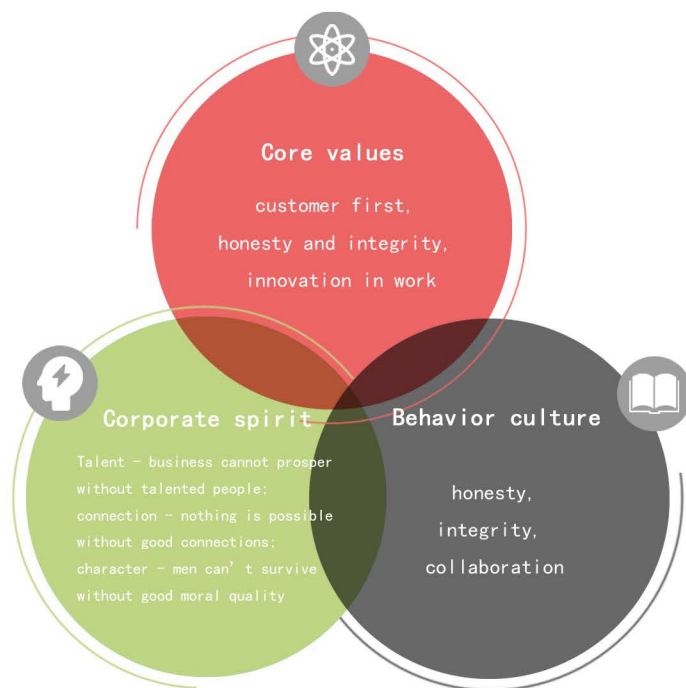 Core values
customer first,
honesty and integrity,
innovation in work
Corporate spirit
Talent - business cannot prosper
without talented people;
connection - nothing is possible
without good connections;
character - men can't survive
without good moral quality
Behavior culture
honesty,
integrity,
collaboration